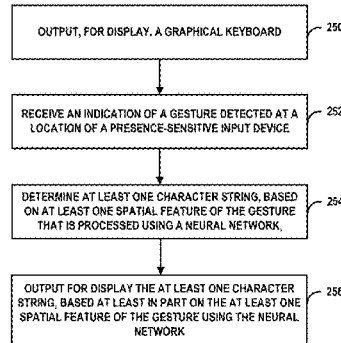 OUTPUT, FOR DISPLAY, A GRAPHICAL KEYBOARD
250
RECEIVE AN INDICATION OF A GESTURE DETECTED AT A
LOCATION OF A PRESENCE-SENSITIVE INPUT DEVICE
252
DETERMINE AT LEAST ONE CHARACTER STRING, BASED
ON AT LEAST ONE SPATIAL FEATURE OF THE GESTURE
THAT IS PROCESSED USING A NEURAL NETWORK,
254
OUTPUT FOR DISPLAY THE AT LEAST ONE CHARACTER
STRING, BASED AT LEAST IN PART ON THE AT LEAST ONE
SPATIAL FEATURE OF THE GESTURE USING THE NEURAL
NETWORK
256